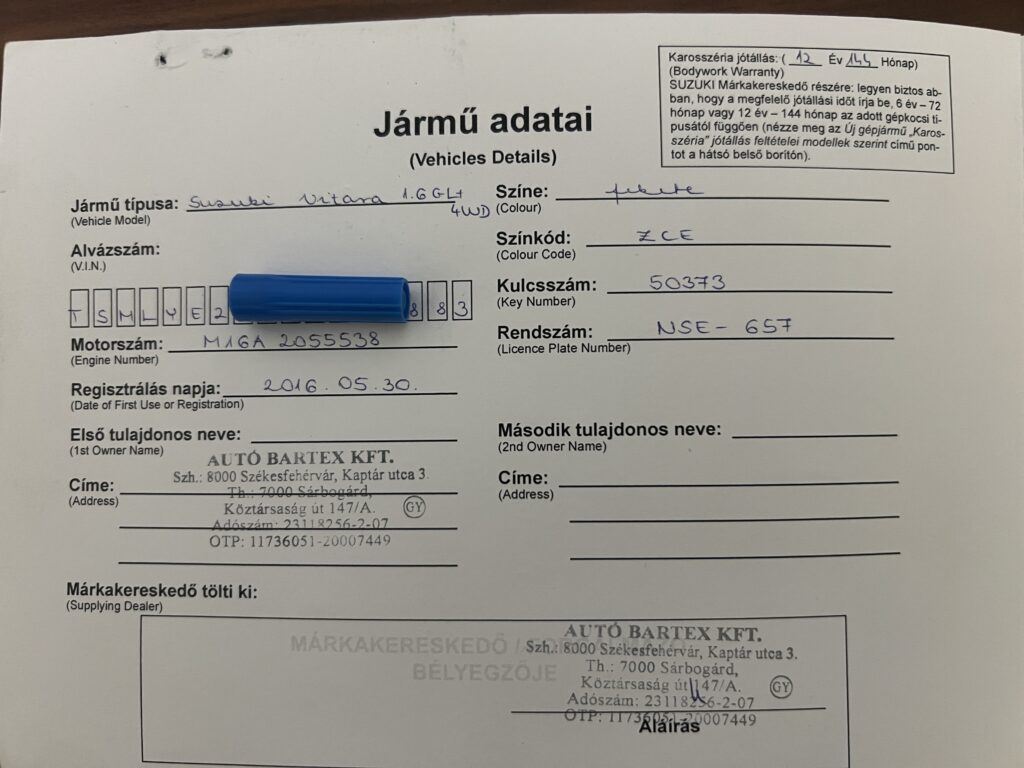 Karosszéria jótállás: ( 12 Év 144 Hónap)
(Bodywork Warranty)
SUZUKI Márkakereskedő részére: legyen biztos ab-
ban, hogy a megfelelő jótállási időt írja be, 6 év – 72
hónap vagy 12 év – 144 hónap az adott gépkocsi tí-
pusától függően (nézze meg az Új gépjármű „Karos-
széria” jótállás feltételei modellek szerint című pon-
tot a hátsó belső borítón).
Jármű adatai
(Vehicles Details)
Jármű típusa: Suzuki Vitara 1.6 GL+
4WD
(Vehicle Model)
Színe: fekete
(Colour)
Alvázszám:
(V.I.N.)
Színkód: ZCE
(Colour Code)
TSMLYE2 883
Kulcsszám: 50373
(Key Number)
Motorszám: M16A 2055538
(Engine Number)
Rendszám: NSE-657
(Licence Plate Number)
Regisztrálás napja: 2016.05.30.
(Date of First Use or Registration)
Első tulajdonos neve:
(1st Owner Name)
Második tulajdonos neve:
(2nd Owner Name)
AUTÓ BARTEX KFT.
Szh.: 8000 Székesfehérvár, Kaptár utca 3.
Th.: 7000 Sárbogárd,
Köztársaság út 147/A. GY
Adószám: 23118256-2-07
OTP: 11736051-20007449
Címe:
(Address)
Címe:
(Address)
Márkakereskedő tölti ki:
(Supplying Dealer)
MÁRKAKERESKEDŐ /
BÉLYEGZŐJE
AUTÓ BARTEX KFT.
Szh.: 8000 Székesfehérvár, Kaptár utca 3.
Th.: 7000 Sárbogárd,
Köztársaság út 147/A. GY
Adószám: 23118256-2-07
OTP: 11736051-20007449
Aláírás